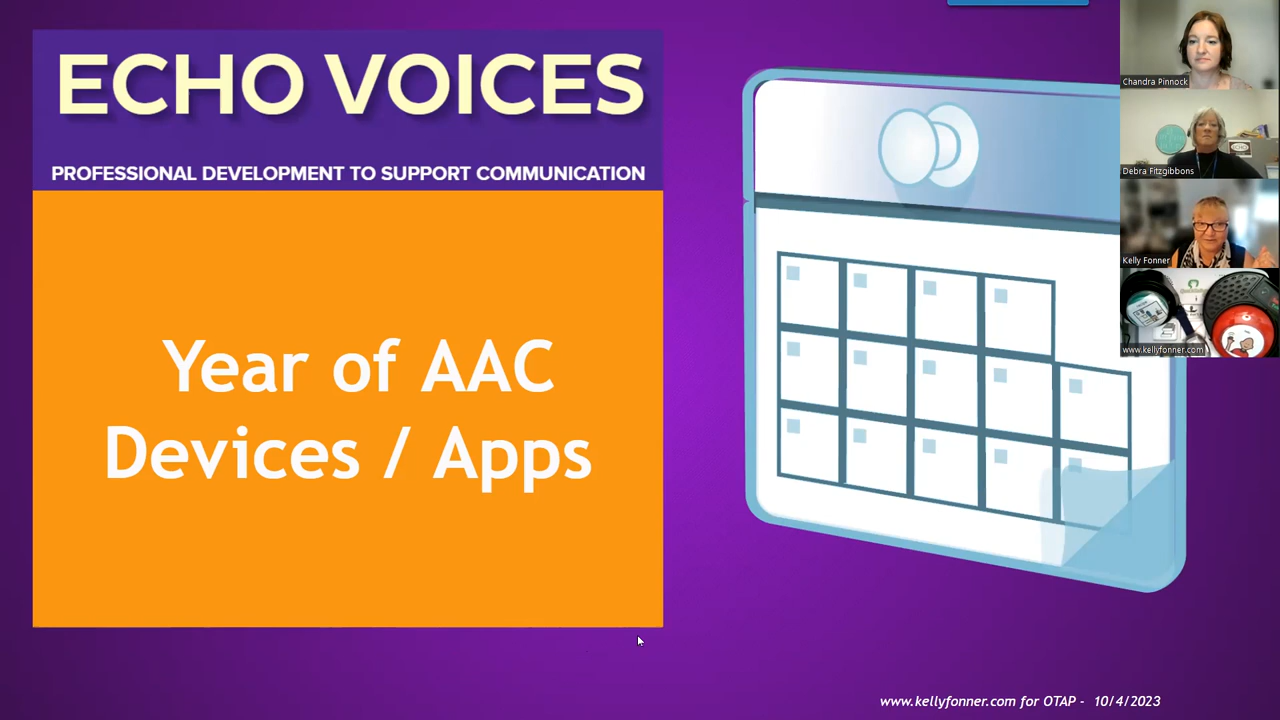 ECHO VOICES
PROFESSIONAL DEVELOPMENT TO SUPPORT COMMUNICATION
Year of AAC
Devices / Apps
www.kellyfonner.com for OTAP - 10/4/2023
Chandra Pinnock
Debra Fitzgibbons
Kelly Fonner
www.kellyfonner.com